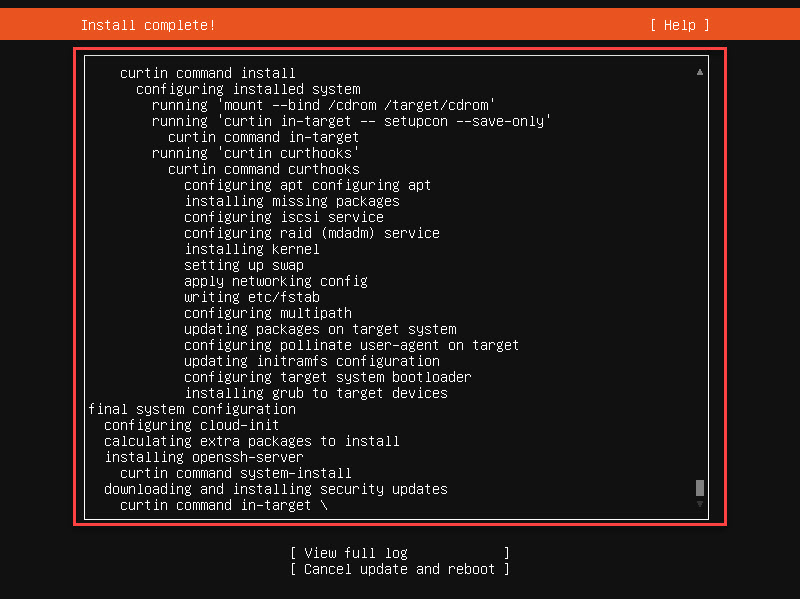 Install complete! [ Help ]
curtin command install
configuring installed system
running 'mount --bind /cdrom /target/cdrom'
running 'curtin in-target -- setupcon --save-only'
curtin command in-target
running 'curtin curthooks'
curtin command curthooks
configuring apt configuring apt
installing missing packages
configuring iscsi service
configuring raid (mdadm) service
installing kernel
setting up swap
apply networking config
writing etc/fstab
configuring multipath
updating packages on target system
configuring pollinate user-agent on target
updating initramfs configuration
configuring target system bootloader
installing grub to target devices
final system configuration
configuring cloud-init
calculating extra packages to install
installing openssh-server
curtin command system-install
downloading and installing security updates
curtin command in-target \
[ View full log ]
[ Cancel update and reboot ]